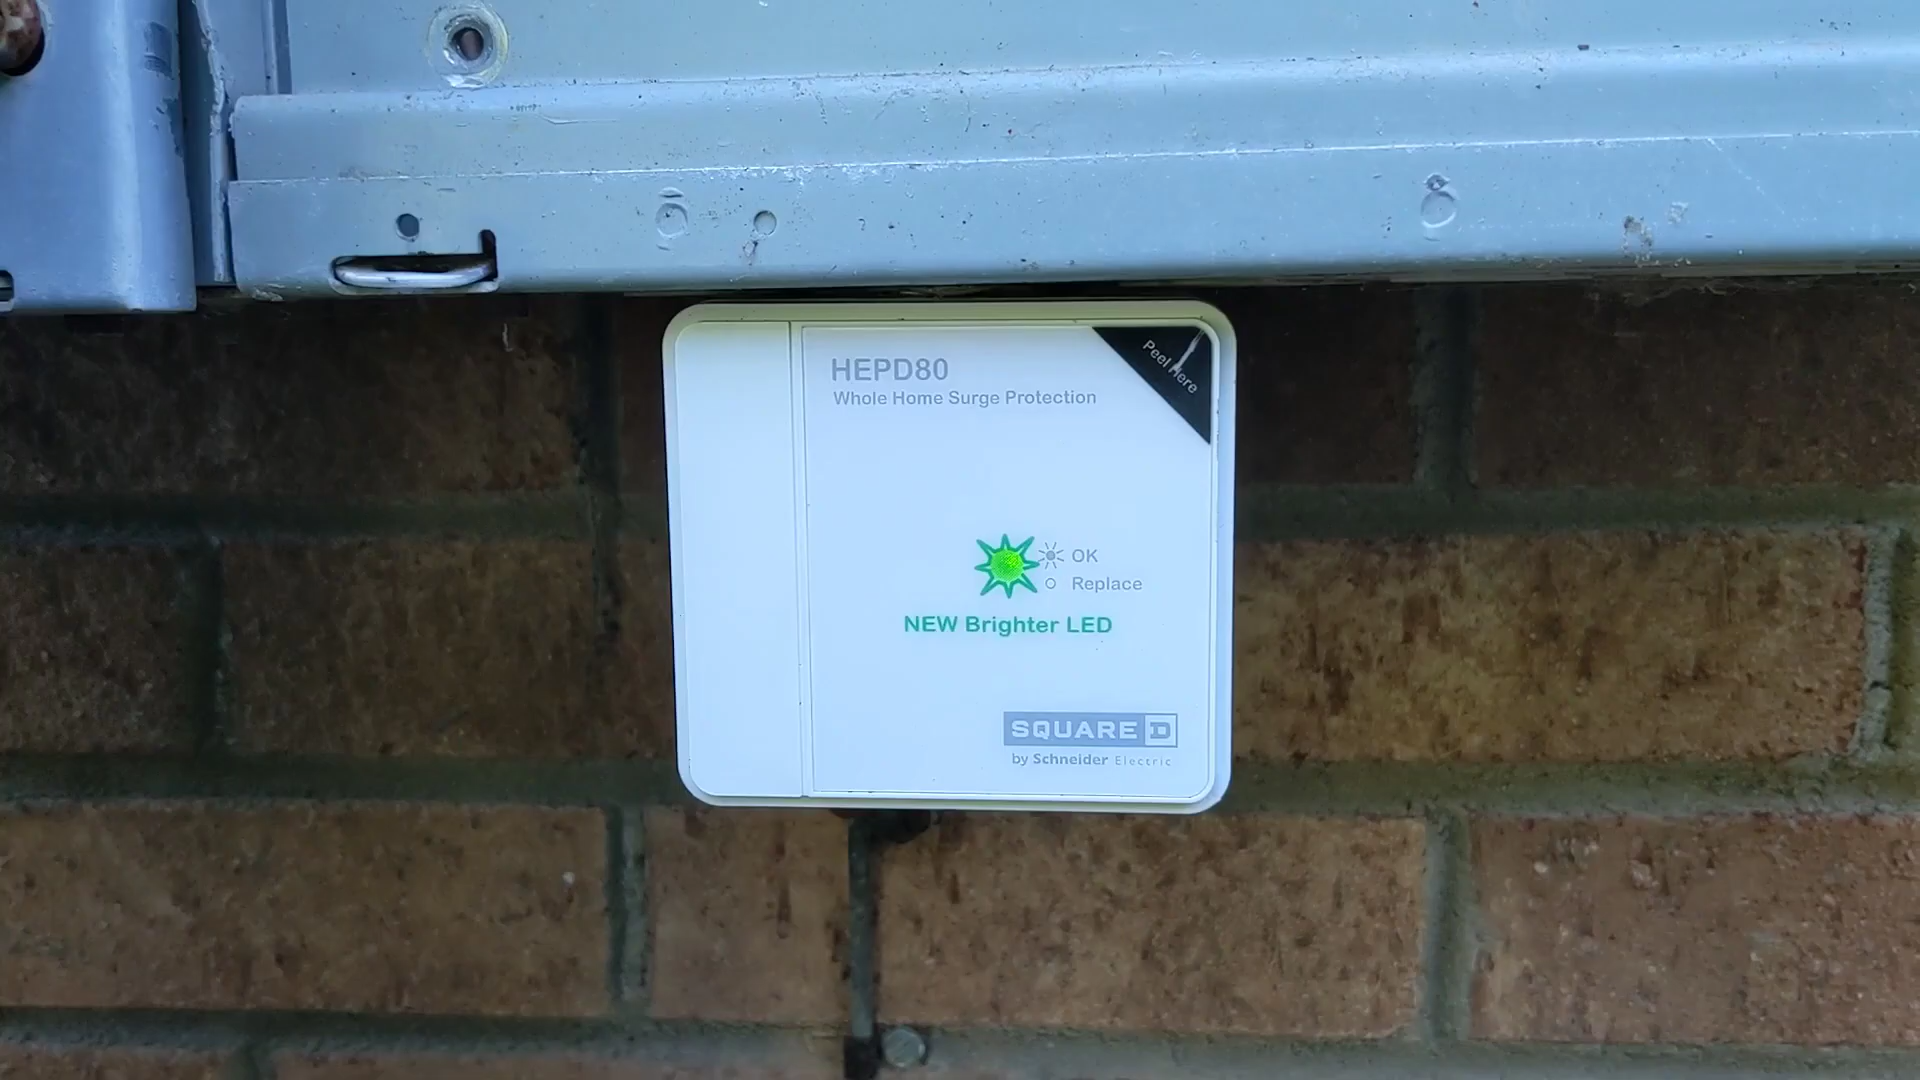 HEPD80
Whole Home Surge Protection
Peel Here
OK
Replace
NEW Brighter LED
SQUARE D
by Schneider Electric